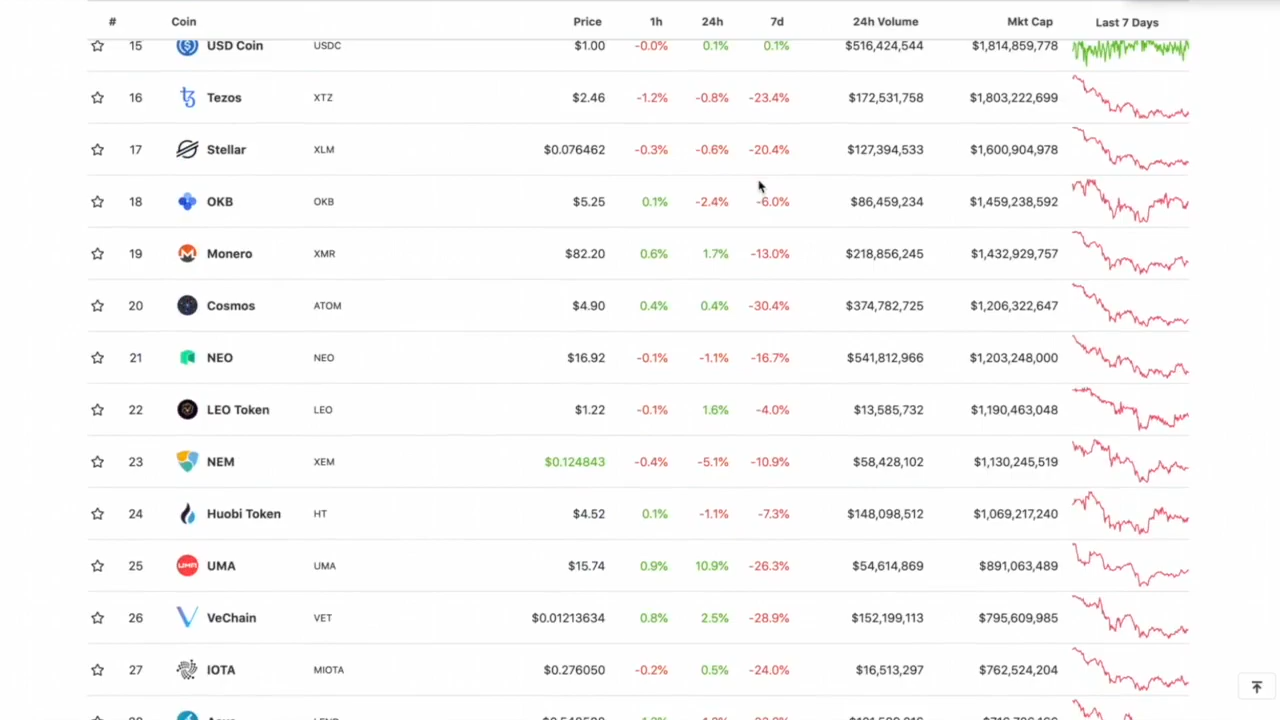 # Coin Price 1h 24h 7d 24h Volume Mkt Cap Last 7 Days
15 USD Coin USDC $1.00 -0.0% 0.1% 0.1% $516,424,544 $1,814,859,778
16 Tezos XTZ $2.46 -1.2% -0.8% -23.4% $172,531,758 $1,803,222,699
17 Stellar XLM $0.076462 -0.3% -0.6% -20.4% $127,394,533 $1,600,904,978
18 OKB OKB $5.25 0.1% -2.4% -6.0% $86,459,234 $1,459,238,592
19 Monero XMR $82.20 0.6% 1.7% -13.0% $218,856,245 $1,432,929,757
20 Cosmos ATOM $4.90 0.4% 0.4% -30.4% $374,782,725 $1,206,322,647
21 NEO NEO $16.92 -0.1% -1.1% -16.7% $541,812,966 $1,203,248,000
22 LEO Token LEO $1.22 -0.1% 1.6% -4.0% $13,585,732 $1,190,463,048
23 NEM XEM $0.124843 -0.4% -5.1% -10.9% $58,428,102 $1,130,245,519
24 Huobi Token HT $4.52 0.1% -1.1% -7.3% $148,098,512 $1,069,217,240
25 UMA UMA $15.74 0.9% 10.9% -26.3% $54,614,869 $891,063,489
26 VeChain VET $0.01213634 0.8% 2.5% -28.9% $152,199,113 $795,609,985
27 IOTA MIOTA $0.276050 -0.2% 0.5% -24.0% $16,513,297 $762,524,204